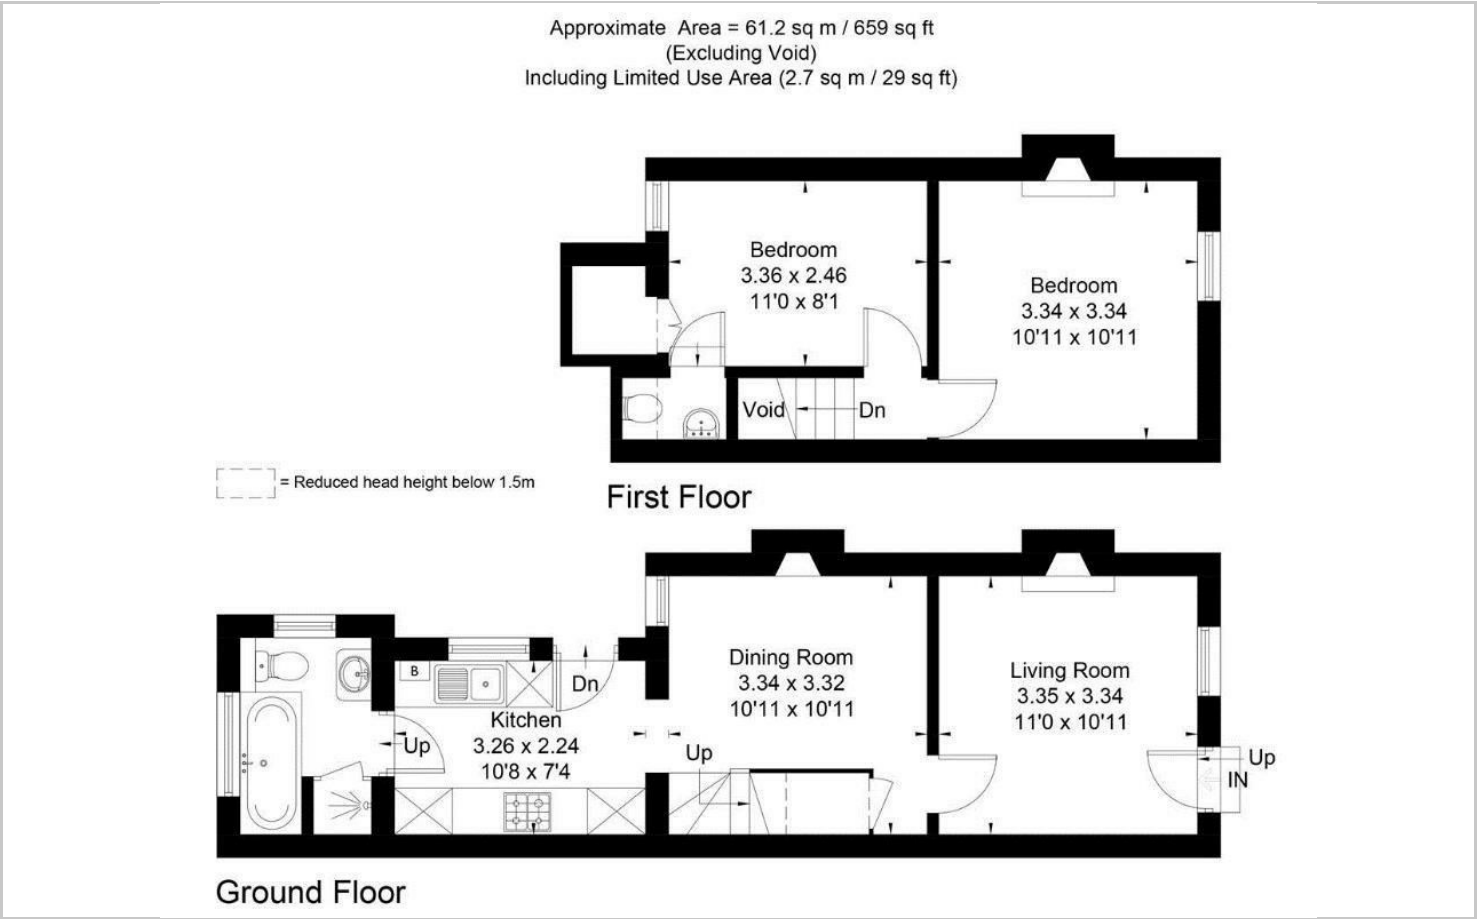 Approximate Area = 61.2 sq m / 659 sq ft
(Excluding Void)
Including Limited Use Area (2.7 sq m / 29 sq ft)
Bedroom
3.36 x 2.46
11'0 x 8'1
Bedroom
3.34 x 3.34
10'11 x 10'11
Void
Dn
= Reduced head height below 1.5m
First Floor
B
Dn
Kitchen
3.26 x 2.24
10'8 x 7'4
Up
Dining Room
3.34 x 3.32
10'11 x 10'11
Up
Living Room
3.35 x 3.34
11'0 x 10'11
Up
IN
Ground Floor